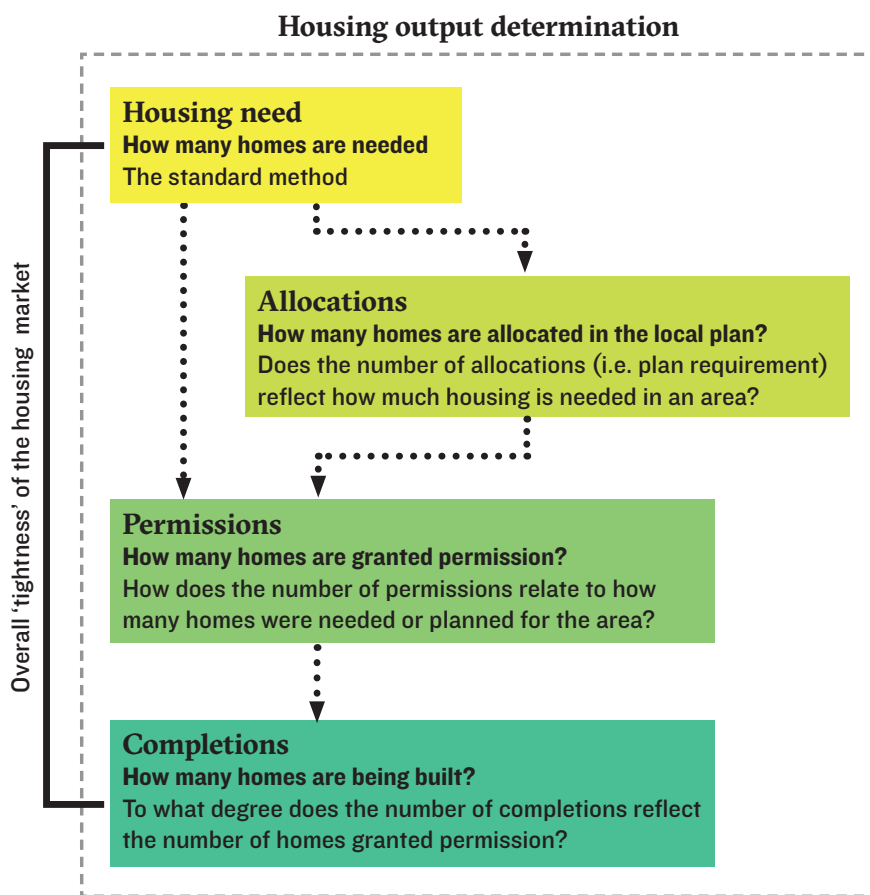 Housing output determination
Housing need
How many homes are needed
The standard method
Allocations
How many homes are allocated in the local plan?
Does the number of allocations (i.e. plan requirement)
reflect how much housing is needed in an area?
Overall ‘tightness’ of the housing market
Permissions
How many homes are granted permission?
How does the number of permissions relate to how
many homes were needed or planned for the area?
Completions
How many homes are being built?
To what degree does the number of completions reflect
the number of homes granted permission?